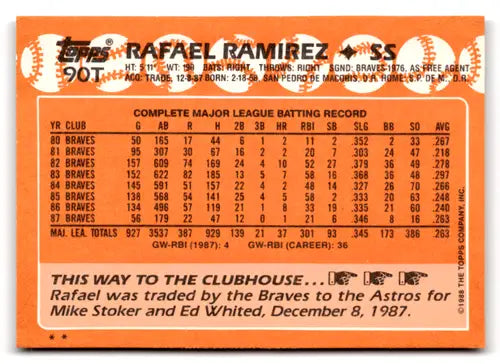 Topps RAFAEL RAMIREZ ♦ SS
90T HT: 5'11" WT: 190 BATS: RIGHT THROWS: RIGHT SGND: BRAVES-1976, AS FREE AGENT
ACQ: TRADE, 12-8-87 BORN: 2-18-59, SAN PEDRO DE MACORIS, D.R. HOME: S.P. DE M., D.R.
COMPLETE MAJOR LEAGUE BATTING RECORD
YR CLUB G AB R H 2B 3B HR RBI SB SLG BB SO AVG
80 BRAVES 50 165 17 44 6 1 2 11 2 .352 2 33 .267
81 BRAVES 95 307 30 67 16 2 2 20 7 .303 24 47 .218
82 BRAVES 157 609 74 169 24 4 10 52 27 .379 36 49 .278
83 BRAVES 152 622 82 185 13 5 7 58 16 .368 36 48 .297
84 BRAVES 145 591 51 157 22 4 2 48 14 .327 26 70 .266
85 BRAVES 138 568 54 141 25 4 5 58 2 .333 20 63 .248
86 BRAVES 134 496 57 119 21 1 8 33 19 .335 21 60 .240
87 BRAVES 56 179 22 47 12 0 1 21 6 .346 8 16 .263
MAJ. LEA. TOTALS 927 3537 387 929 139 21 37 301 93 .345 173 386 .263
GW-RBI (1987): 4 GW-RBI (CAREER): 36
THIS WAY TO THE CLUBHOUSE...
Rafael was traded by the Braves to the Astros for
Mike Stoker and Ed Whited, December 8, 1987.
* *
©1988 THE TOPPS COMPANY, INC.